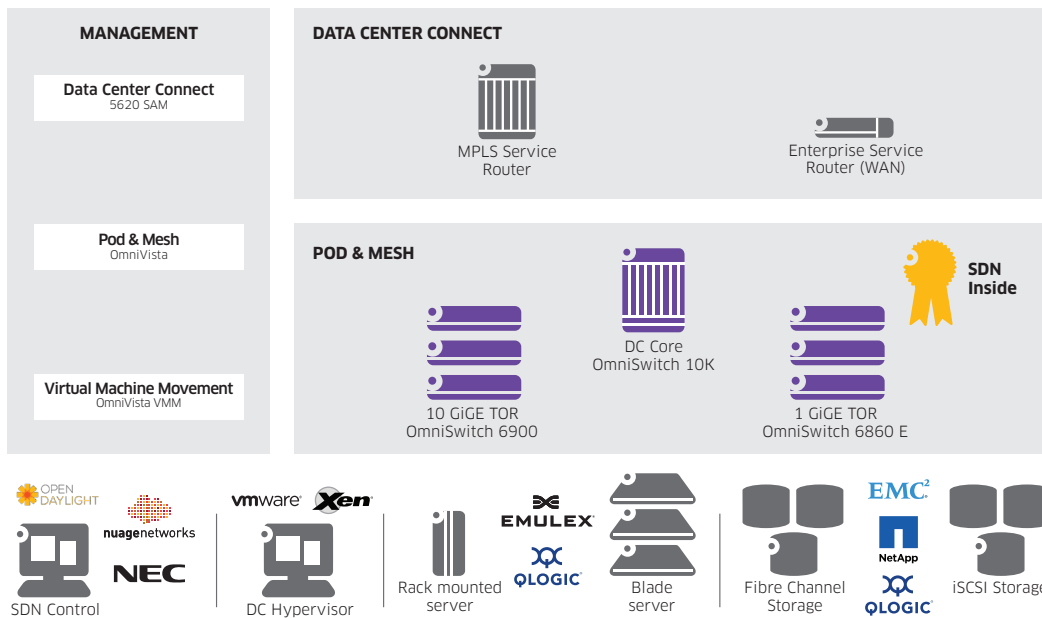 MANAGEMENT
Data Center Connect
5620 SAM
Pod & Mesh
OmniVista
Virtual Machine Movement
OmniVista VMM
DATA CENTER CONNECT
MPLS Service
Router
Enterprise Service
Router (WAN)
POD & MESH
SDN
Inside
DC Core
OmniSwitch 10K
10 GiGE TOR
OmniSwitch 6900
1 GiGE TOR
OmniSwitch 6860 E
OPEN
DAYLIGHT
nuagenetworks
NEC
SDN Control
vmware®
Xen®
DC Hypervisor
Rack mounted
server
EMULEX®
QLOGIC®
Blade
server
Fibre Channel
Storage
EMC²®
NetApp
QLOGIC®
iSCSI Storage